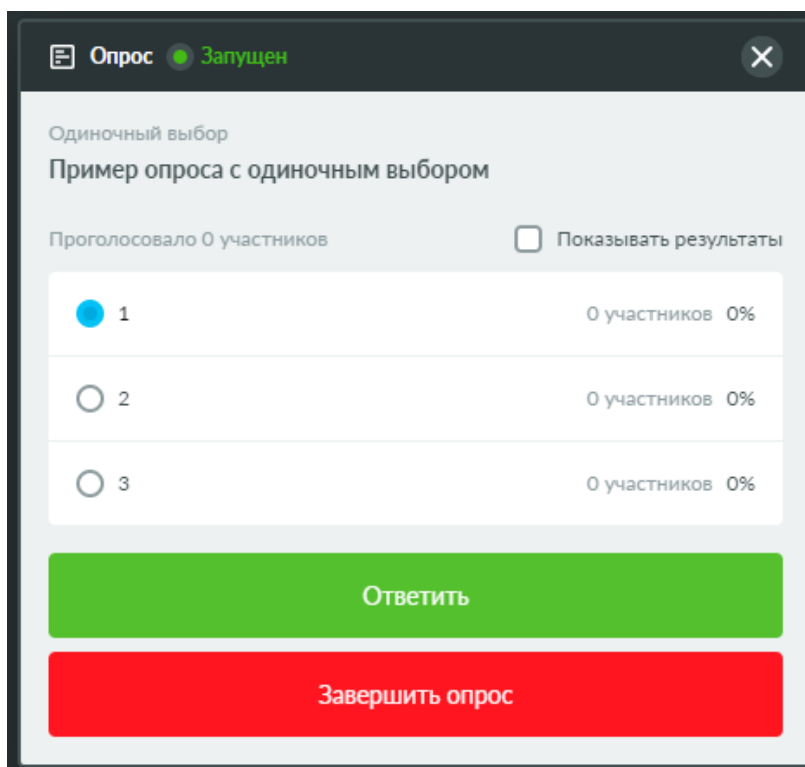 Опрос Запущен
Одиночный выбор
Пример опроса с одиночным выбором
Проголосовало 0 участников Показывать результаты
1 0 участников 0%
2 0 участников 0%
3 0 участников 0%
Ответить
Завершить опрос